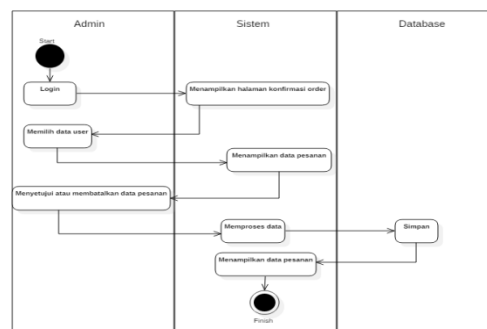 Admin
Sistem
Database
Start
Login
Menampilkan halaman konfirmasi order
Memilih data user
Menampilkan data pesanan
Menyetujui atau membatalkan data pesanan
Memproses data
Simpan
Menampilkan data pesanan
Finish